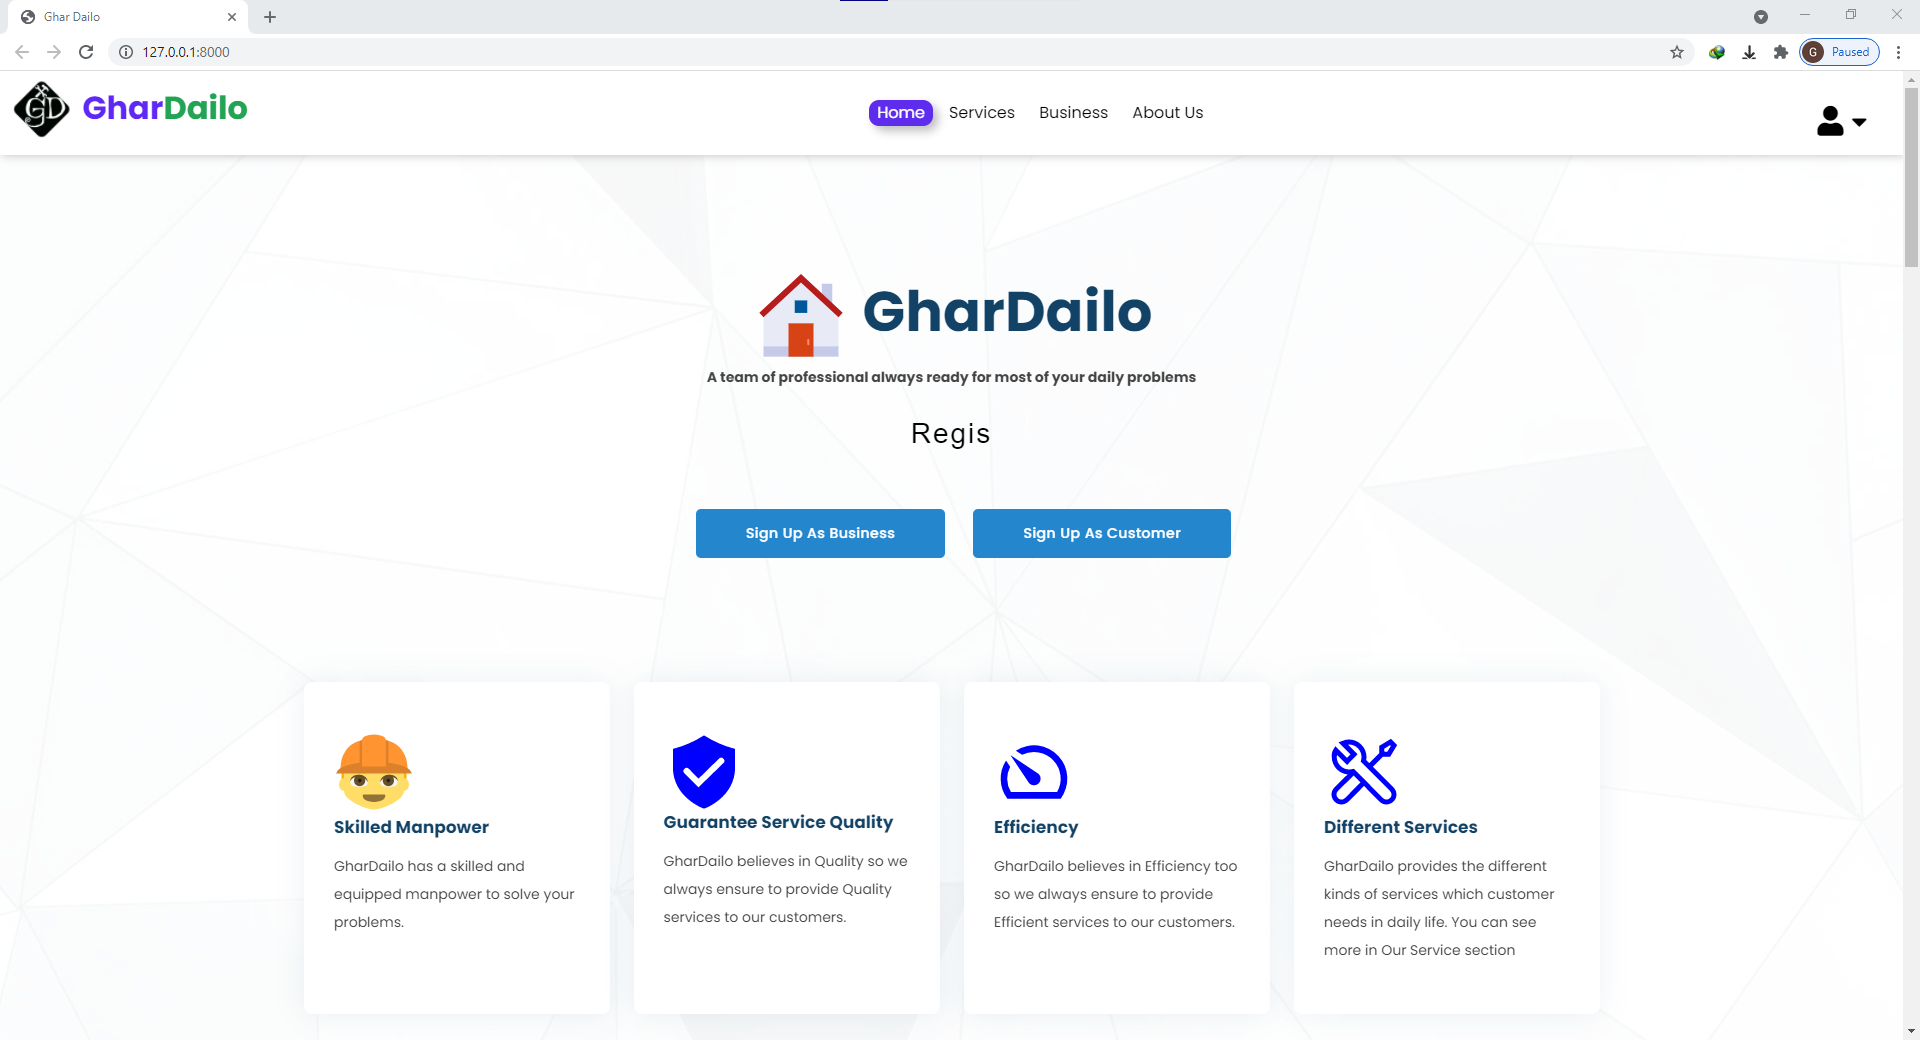 Ghar Dailo
127.0.0.1:8000
G Paused
GD GharDailo
Home Services Business About Us
GharDailo
A team of professional always ready for most of your daily problems
Regis
Sign Up As Business Sign Up As Customer
Skilled Manpower
GharDailo has a skilled and
equipped manpower to solve your
problems.
Guarantee Service Quality
GharDailo believes in Quality so we
always ensure to provide Quality
services to our customers.
Efficiency
GharDailo believes in Efficiency too
so we always ensure to provide
Efficient services to our customers.
Different Services
GharDailo provides the different
kinds of services which customer
needs in daily life. You can see
more in Our Service section